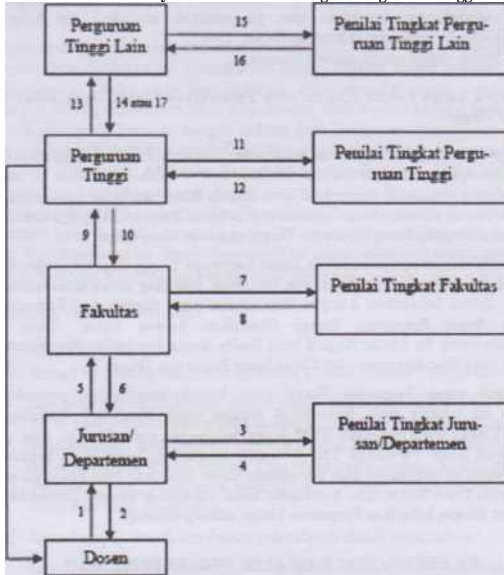 15
Perguruan
Tinggi Lain
Penilai Tingkat Pergu-
ruan Tinggi Lain
16
13
14 atau 17
11
Perguruan
Tinggi
Penilai Tingkat Pergu-
ruan Tinggi
12
9
10
7
Fakultas
Penilai Tingkat Fakultas
8
5
6
3
Jurusan/
Departemen
Penilai Tingkat Juru-
san/Departemen
4
1
2
Dosen